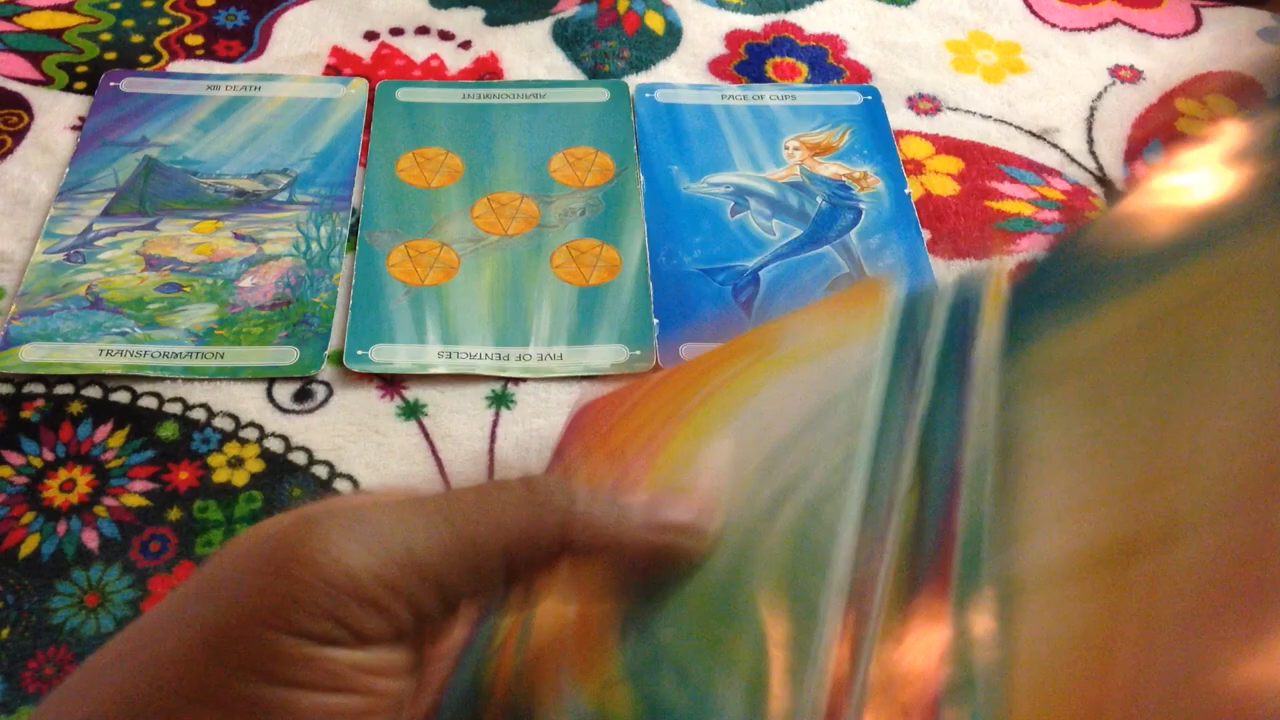 XIII DEATH
TRANSFORMATION
ABANDONMENT
FIVE OF PENTACLES
PAGE OF CUPS